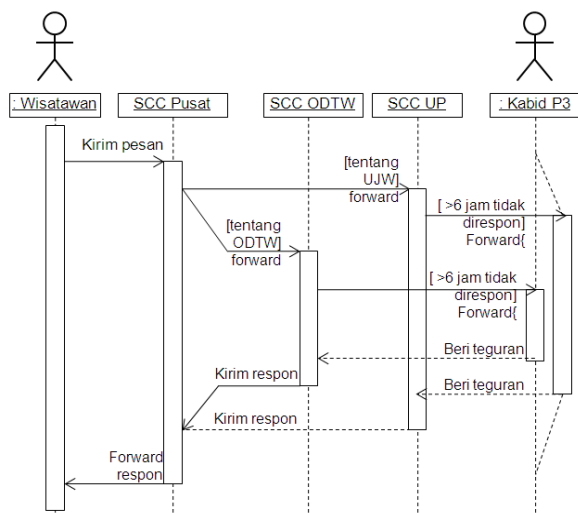 : Wisatawan
SCC Pusat
SCC ODTW
SCC UP
: Kabid P3
Kirim pesan
[tentang
UJW]
forward
[ >6 jam tidak
direspon]
Forward{
[tentang
ODTW]
forward
[ >6 jam tidak
direspon]
Forward{
Beri teguran
Kirim respon
Beri teguran
Kirim respon
Forward
respon